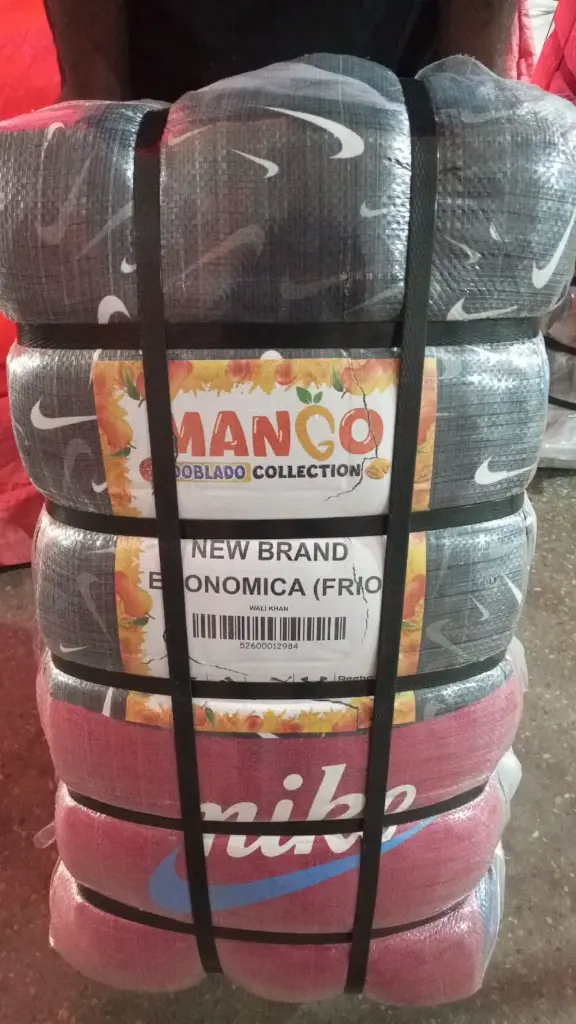 MANGO
DOBLADO COLLECTION
NEW BRAND
ECONOMICA (FRIO
WALI KHAN
52600012984
nike